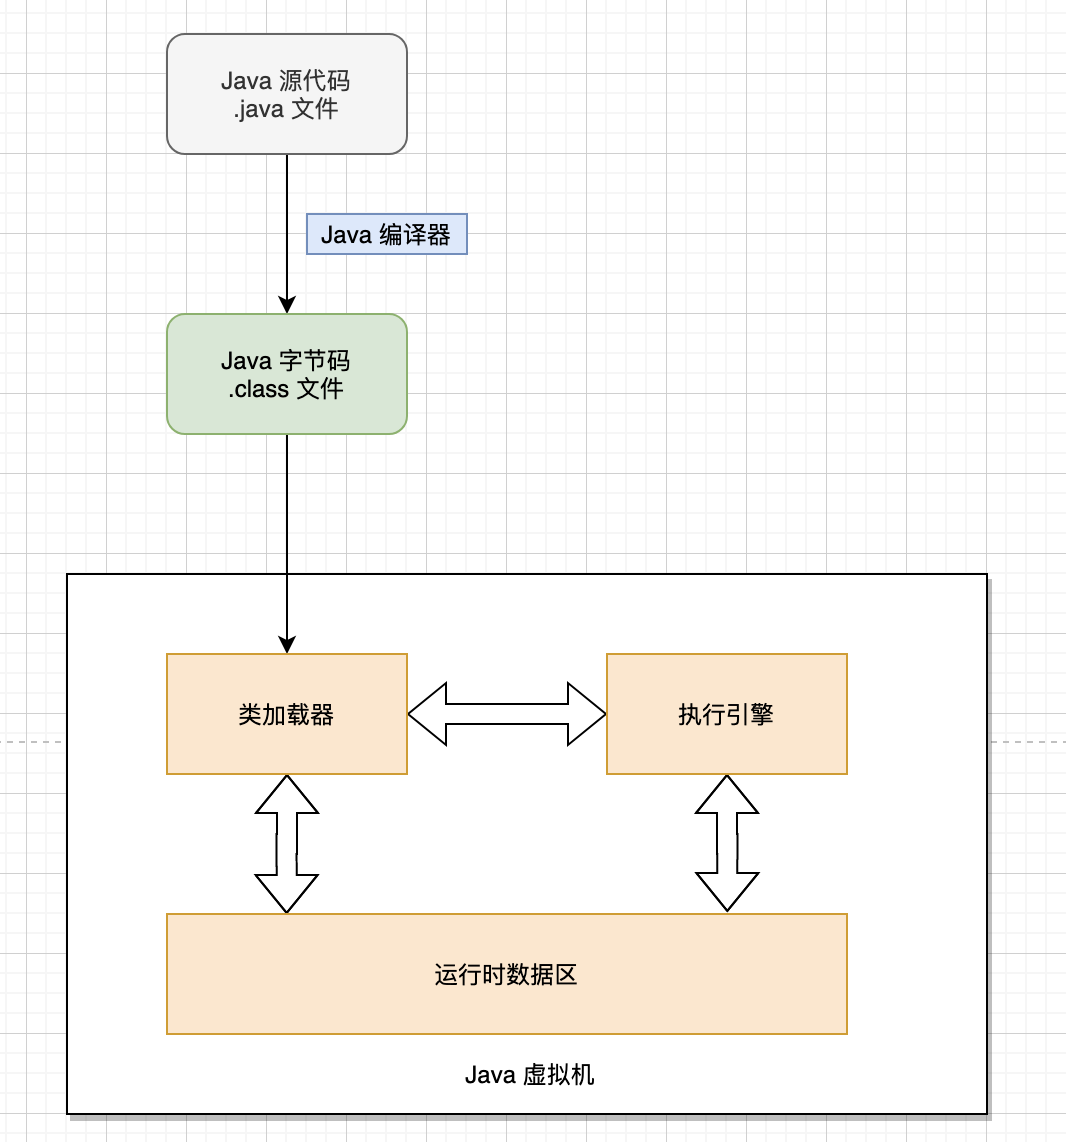 Java 源代码
.java 文件
Java 编译器
Java 字节码
.class 文件
类加载器
执行引擎
运行时数据区
Java 虚拟机